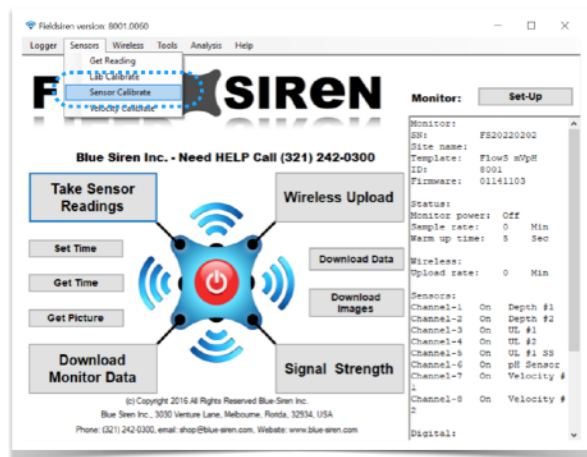 Fieldsiren version: 8001.0060
Logger Sensors Wireless Tools Analysis Help
Get Reading
Lab Calibrate
Sensor Calibrate
Velocity Calibrate
F SIReN
Monitor: Set-Up
Blue Siren Inc. - Need HELP Call (321) 242-0300
Take Sensor
Readings
Wireless Upload
Set Time
Get Time
Get Picture
Download Data
Download
Images
Download
Monitor Data
Signal Strength
(c) Copyright 2016 All Rights Reserved Blue-Siren Inc.
Blue Siren Inc., 3030 Venture Lane, Melbourne, Florida, 32934, USA
Phone: (321) 242-0300, email: shop@blue-siren.com, Website: www.blue-siren.com
Monitor:
SN: FS20220202
Site name:
Template: FlowS mVpH
ID: 8001
Firmware: 01141103
Status:
Monitor power: Off
Sample rate: 0 Min
Warm up time: 5 Sec
Wireless:
Upload rate: 0 Min
Sensors:
Channel-1 On Depth #1
Channel-2 On Depth #2
Channel-3 On UL #1
Channel-4 On UL #2
Channel-5 On UL #1 SS
Channel-6 On pH Sensor
Channel-7 On Velocity #
1
Channel-8 On Velocity #
2
Digital: